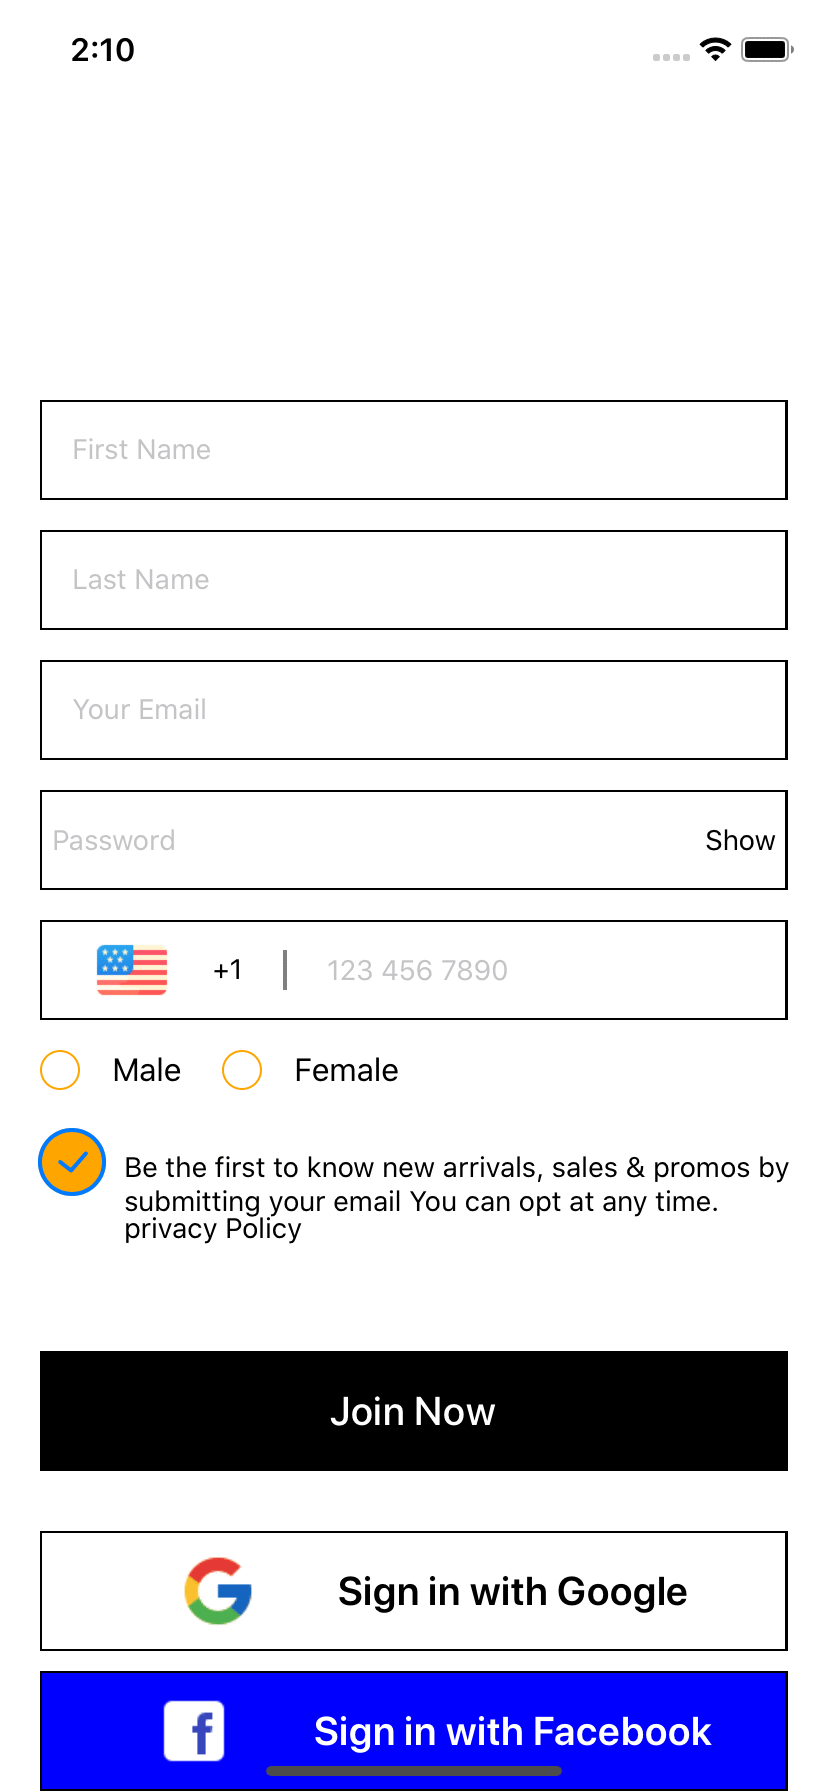 2:10
First Name
Last Name
Your Email
Password Show
+1 123 456 7890
Male Female
Be the first to know new arrivals, sales & promos by
submitting your email You can opt at any time.
privacy Policy
Join Now
Sign in with Google
Sign in with Facebook